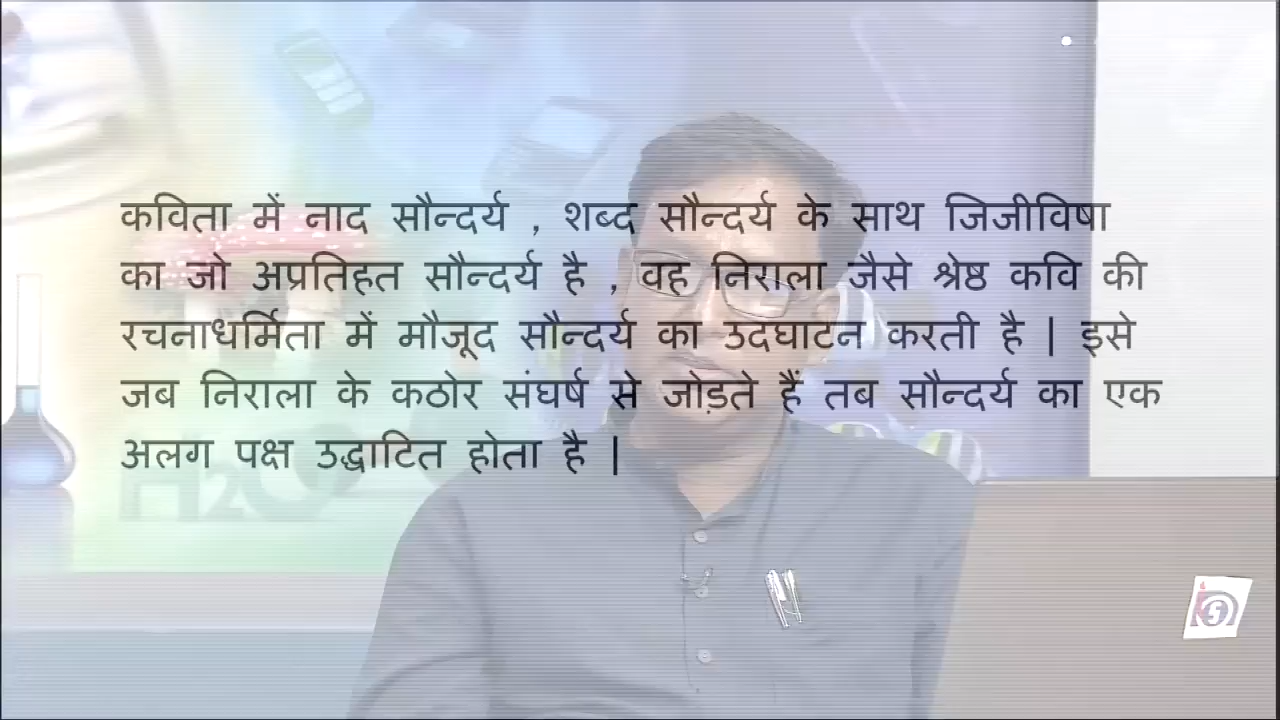 कविता में नाद सौन्दर्य , शब्द सौन्दर्य के साथ जिजीविषा
का जो अप्रतिहत सौन्दर्य है , वह निराला जैसे श्रेष्ठ कवि की
रचनाधर्मिता में मौजूद सौन्दर्य का उदघाटन करती है | इसे
जब निराला के कठोर संघर्ष से जोड़ते हैं तब सौन्दर्य का एक
अलग पक्ष उद्घाटित होता है |
H2O